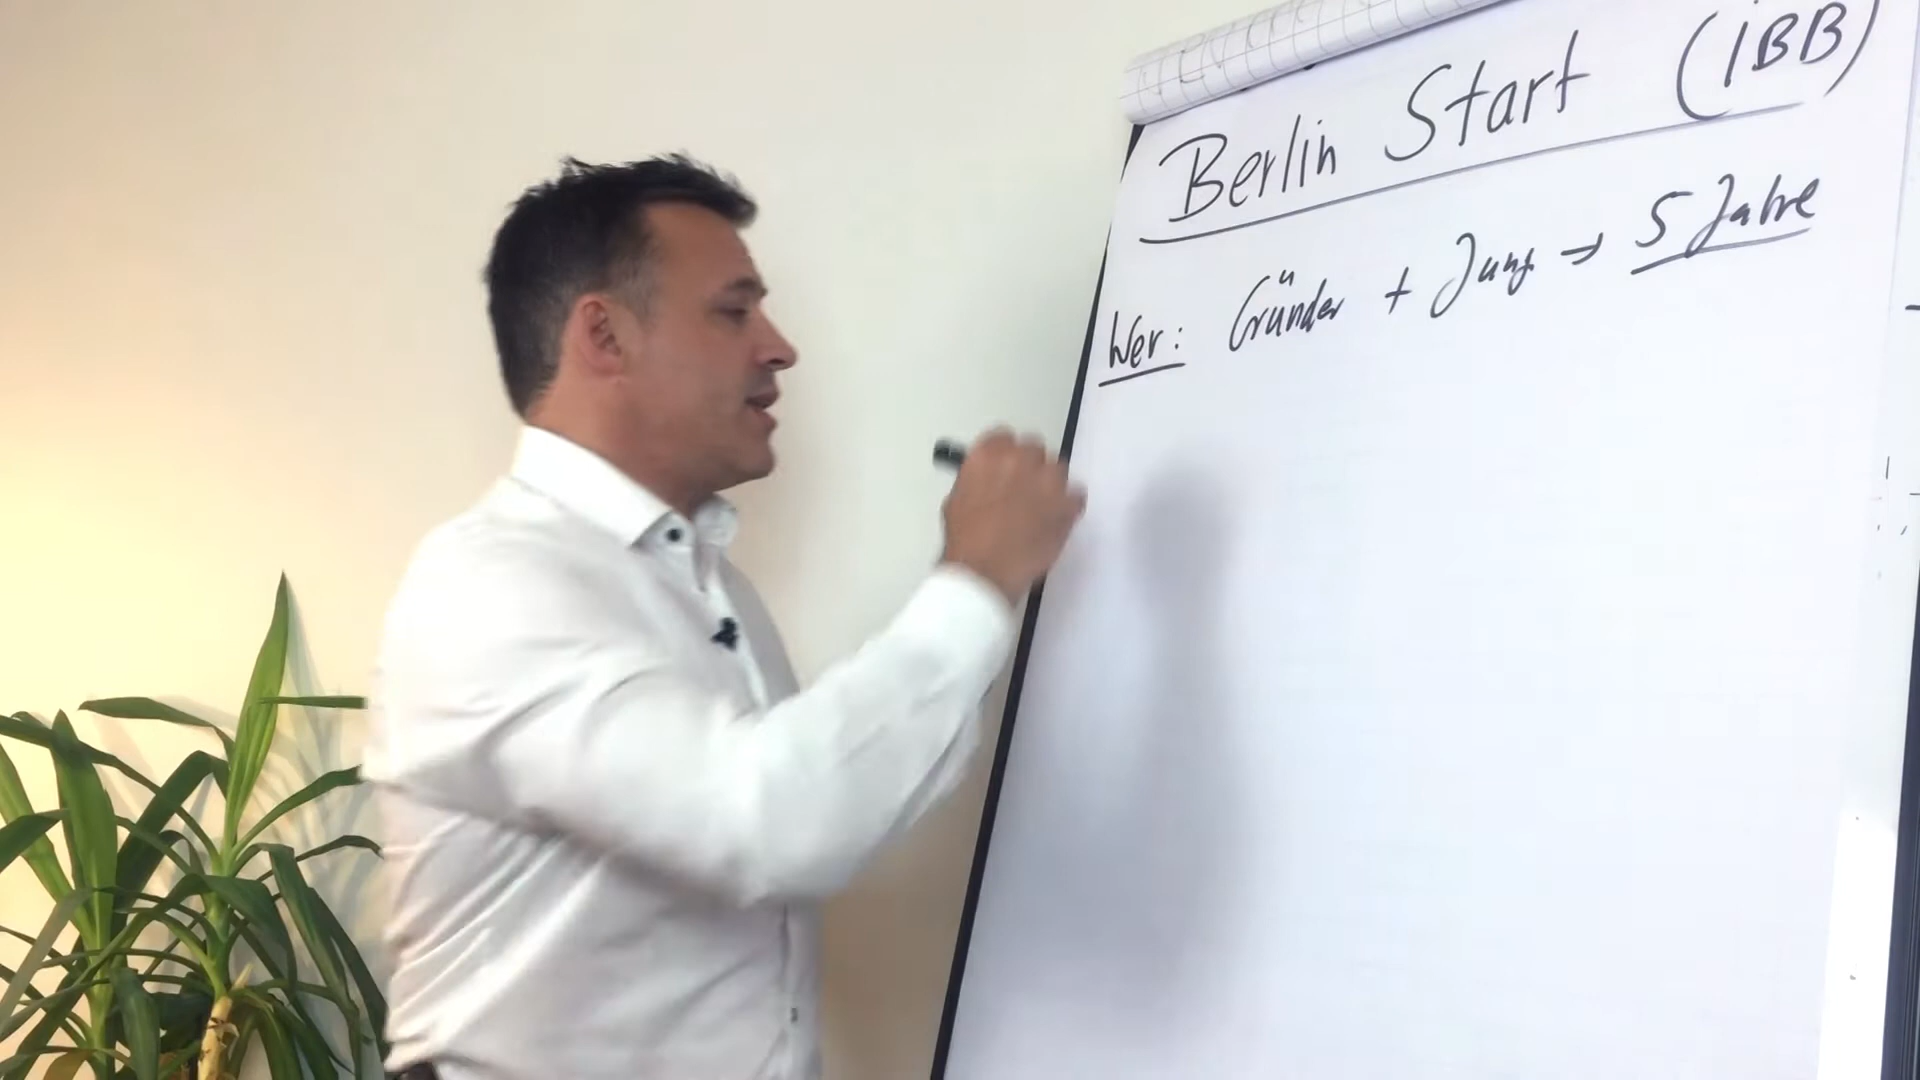 Berlin Start (iBB)
Wer: Gründer + Jung. → 5 Jahre